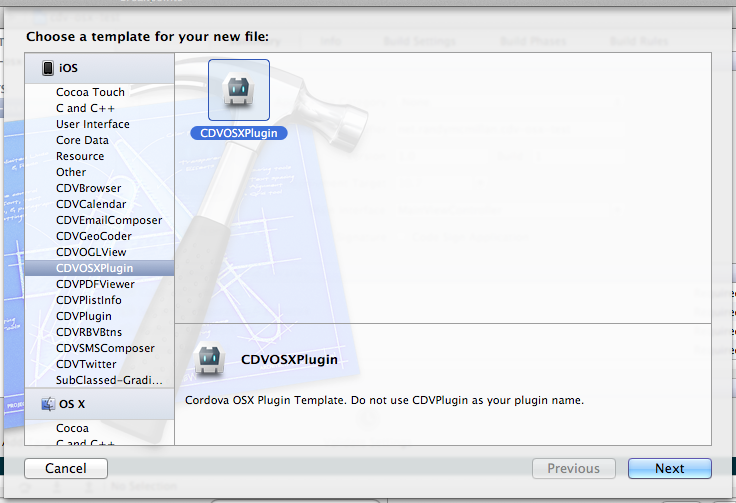 Choose a template for your new file:
iOS
Cocoa Touch
C and C++
User Interface
Core Data
Resource
Other
CDVBrowser
CDVCalendar
CDVEmailComposer
CDVGeoCoder
CDVOGLView
CDVOSXPlugin
CDVPDFViewer
CDVPlistInfo
CDVPlugin
CDVRBVBtns
CDVSMSComposer
CDVTwitter
SubClassed-Gradi...
OS X
Cocoa
C and C++
CDVOSXPlugin
CDVOSXPlugin
Cordova OSX Plugin Template. Do not use CDVPlugin as your plugin name.
Cancel
Previous
Next